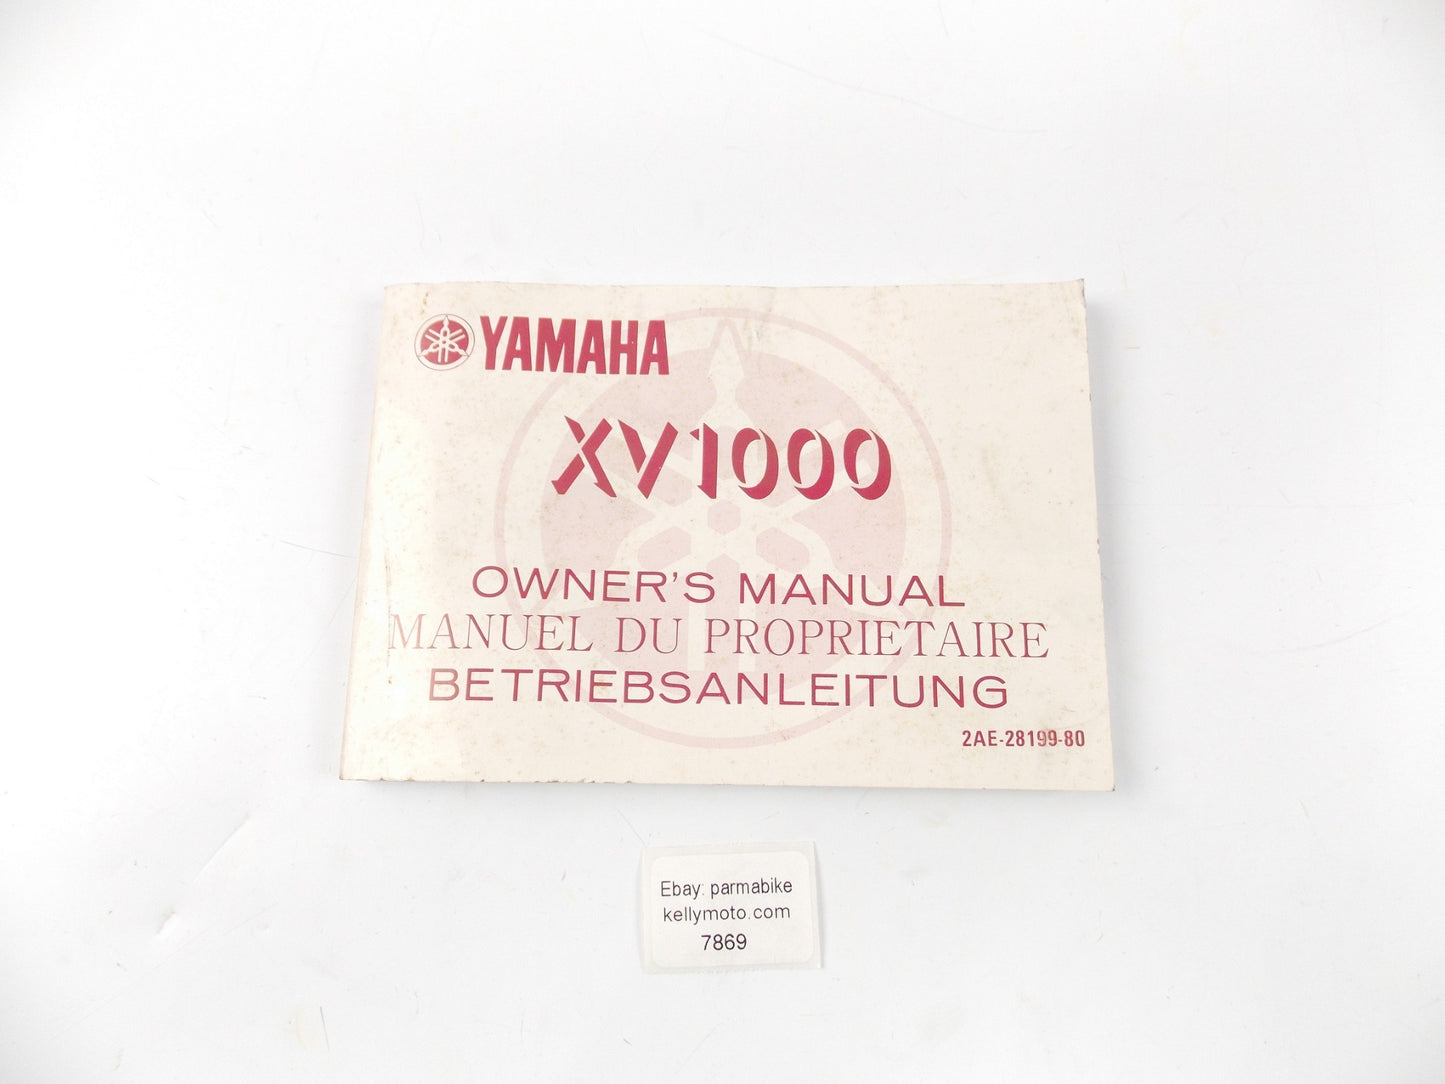 YAMAHA
XV1000
OWNER'S MANUAL
MANUEL DU PROPRIETAIRE
BETRIEBSANLEITUNG
2AE-28199-80
Ebay: parmabike
kellymoto.com
7869